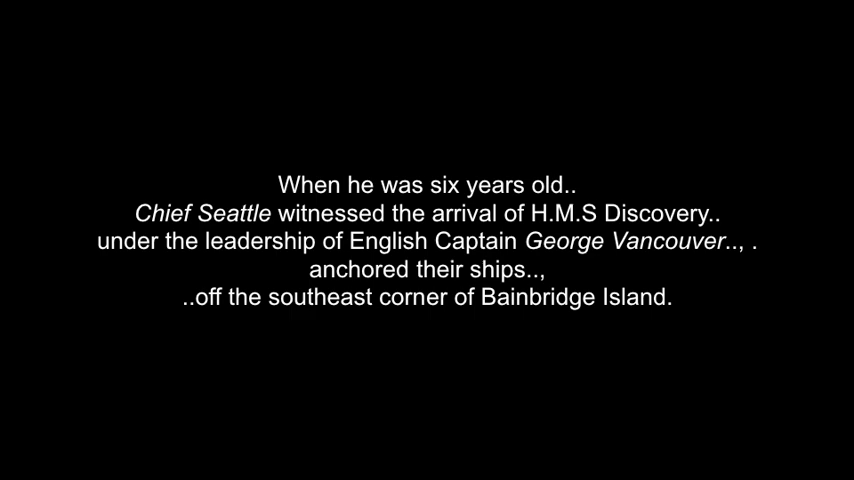 When he was six years old..
Chief Seattle witnessed the arrival of H.M.S Discovery..
under the leadership of English Captain George Vancouver.., .
anchored their ships..,
..off the southeast corner of Bainbridge Island.